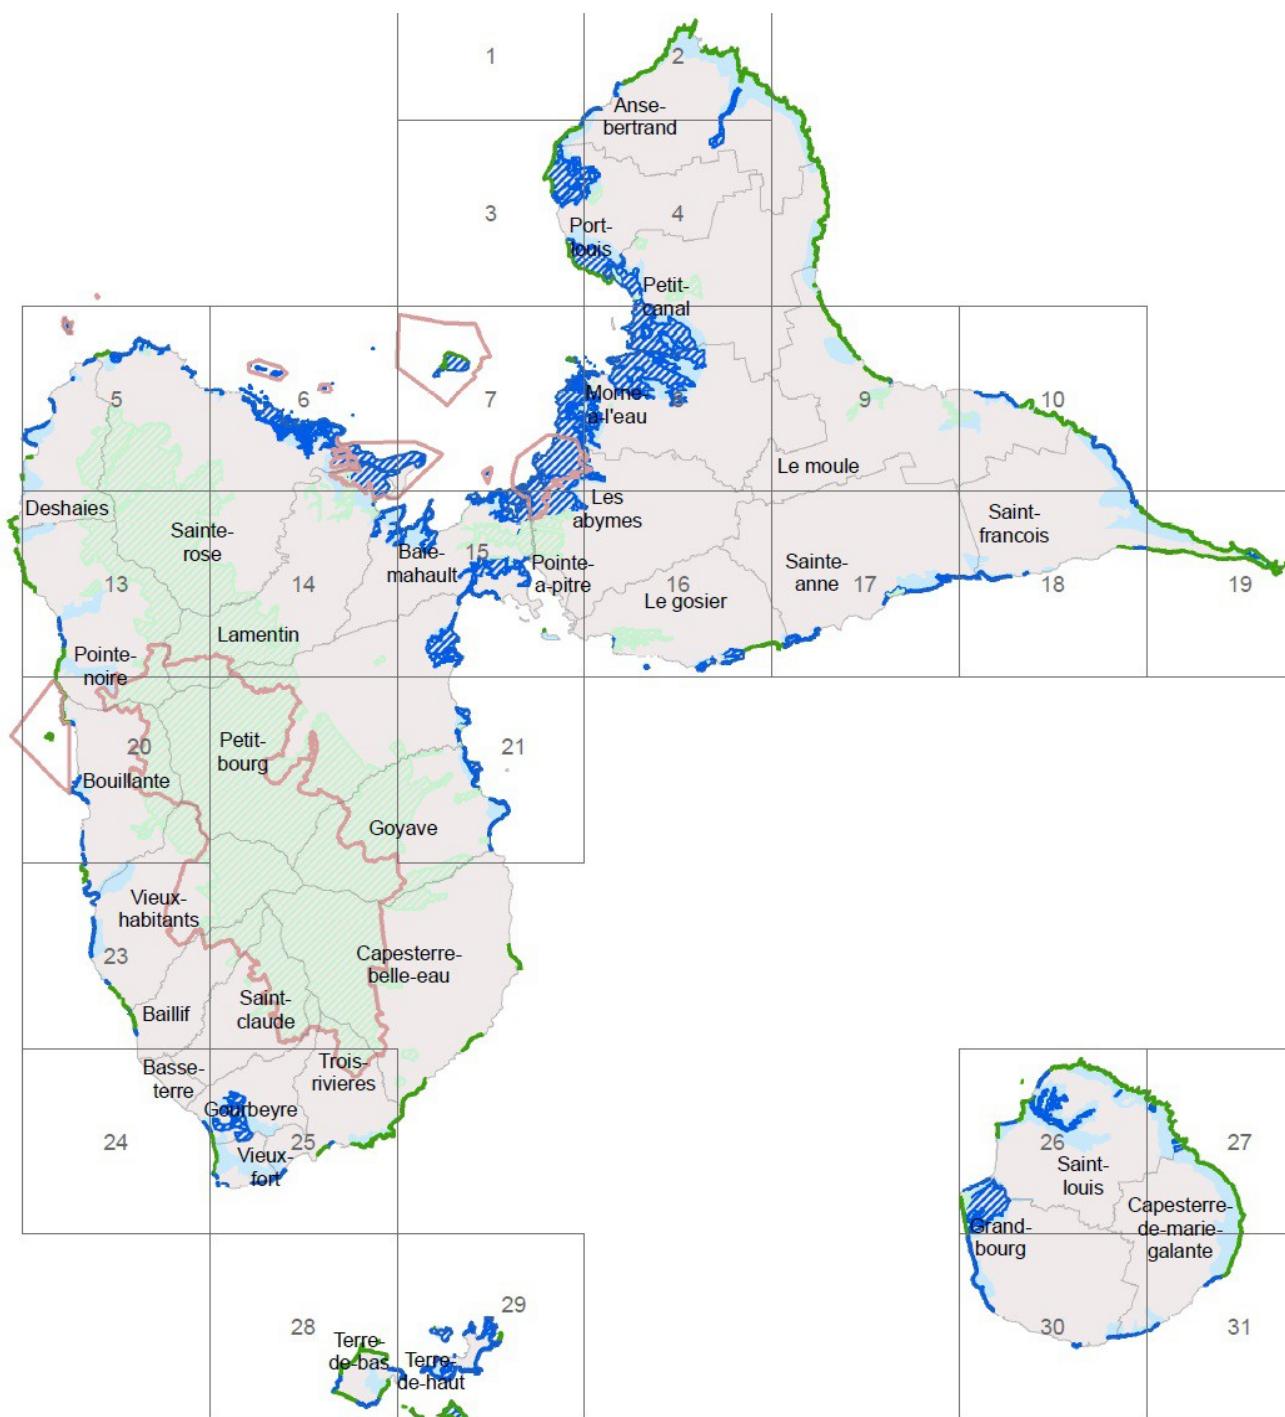 1
2
Anse-
bertrand
3
4
Port-
louis
Petit-
canal
5
6
7
Morne-
a-l'eau
8
9
10
Le moule
Deshaies
Sainte-
rose
Les
abymes
Saint-
francois
13
14
Baie-
mahault
15
Pointe-
a-pitre
16
Le gosier
Sainte-
anne
17
18
19
Lamentin
Pointe-
noire
20
Bouillante
Petit-
bourg
21
Goyave
Vieux-
habitants
23
Capesterre-
belle-eau
Baillif
Saint-
claude
Basse-
terre
Trois-
rivieres
Gourbeyre
24
25
Vieux-
fort
26
27
Saint-
louis
Capesterre-
de-marie-
galante
Grand-
bourg
28
29
Terre-
de-bas
Terre-
de-haut
30
31